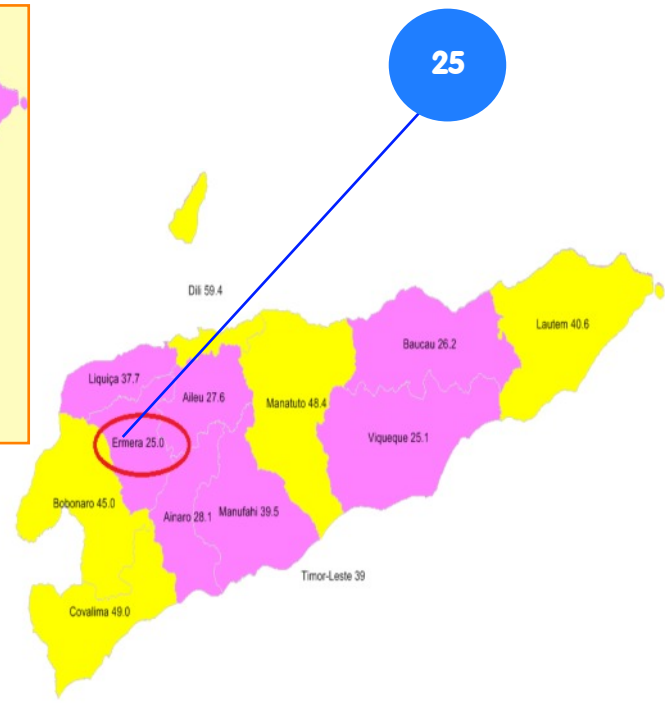 25
Dili 59.4
Lautem 40.6
Baucau 26.2
Liquiça 37.7
Aileu 27.6
Manatuto 48.4
Ermera 25.0
Viqueque 25.1
Bobonaro 45.0
Ainaro 28.1
Manufahi 39.5
Timor-Leste 39
Covalima 49.0